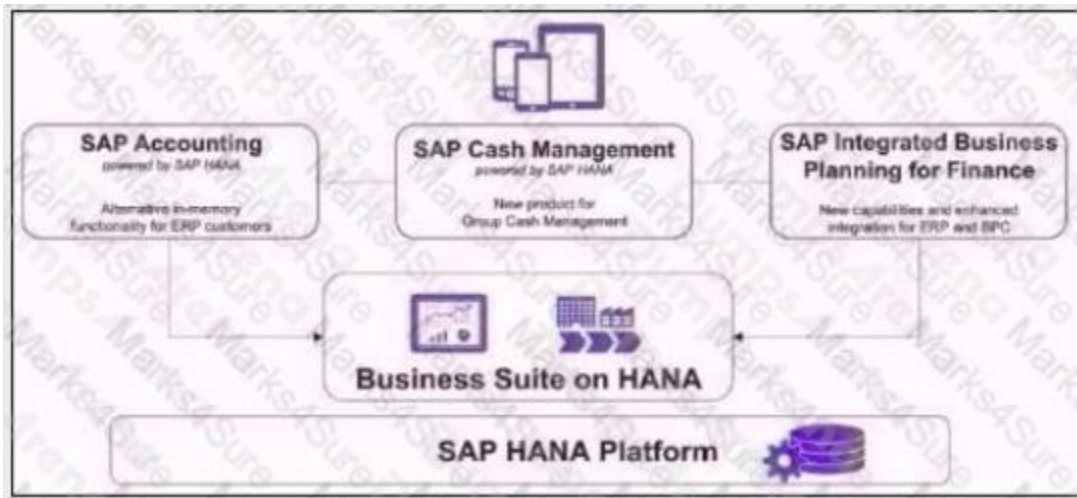 SAP Accounting
powered by SAP HANA
Alternative in-memory
functionality for ERP customers
SAP Cash Management
powered by SAP HANA
New product for
Group Cash Management
SAP Integrated Business
Planning for Finance
New capabilities and enhanced
integration for ERP and BPC
Business Suite on HANA
SAP HANA Platform
Marks4Sure